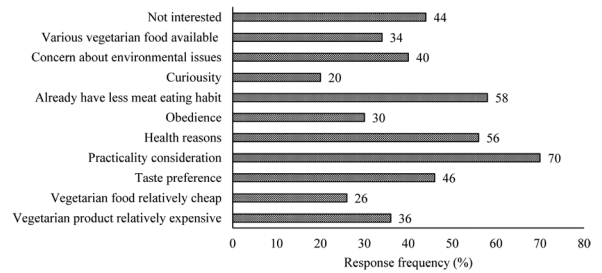 Not interested 44
Various vegetarian food available 34
Concern about environmental issues 40
Curiousity 20
Already have less meat eating habit 58
Obedience 30
Health reasons 56
Practicality consideration 70
Taste preference 46
Vegetarian food relatively cheap 26
Vegetarian product relatively expensive 36
0 10 20 30 40 50 60 70 80
Response frequency (%)